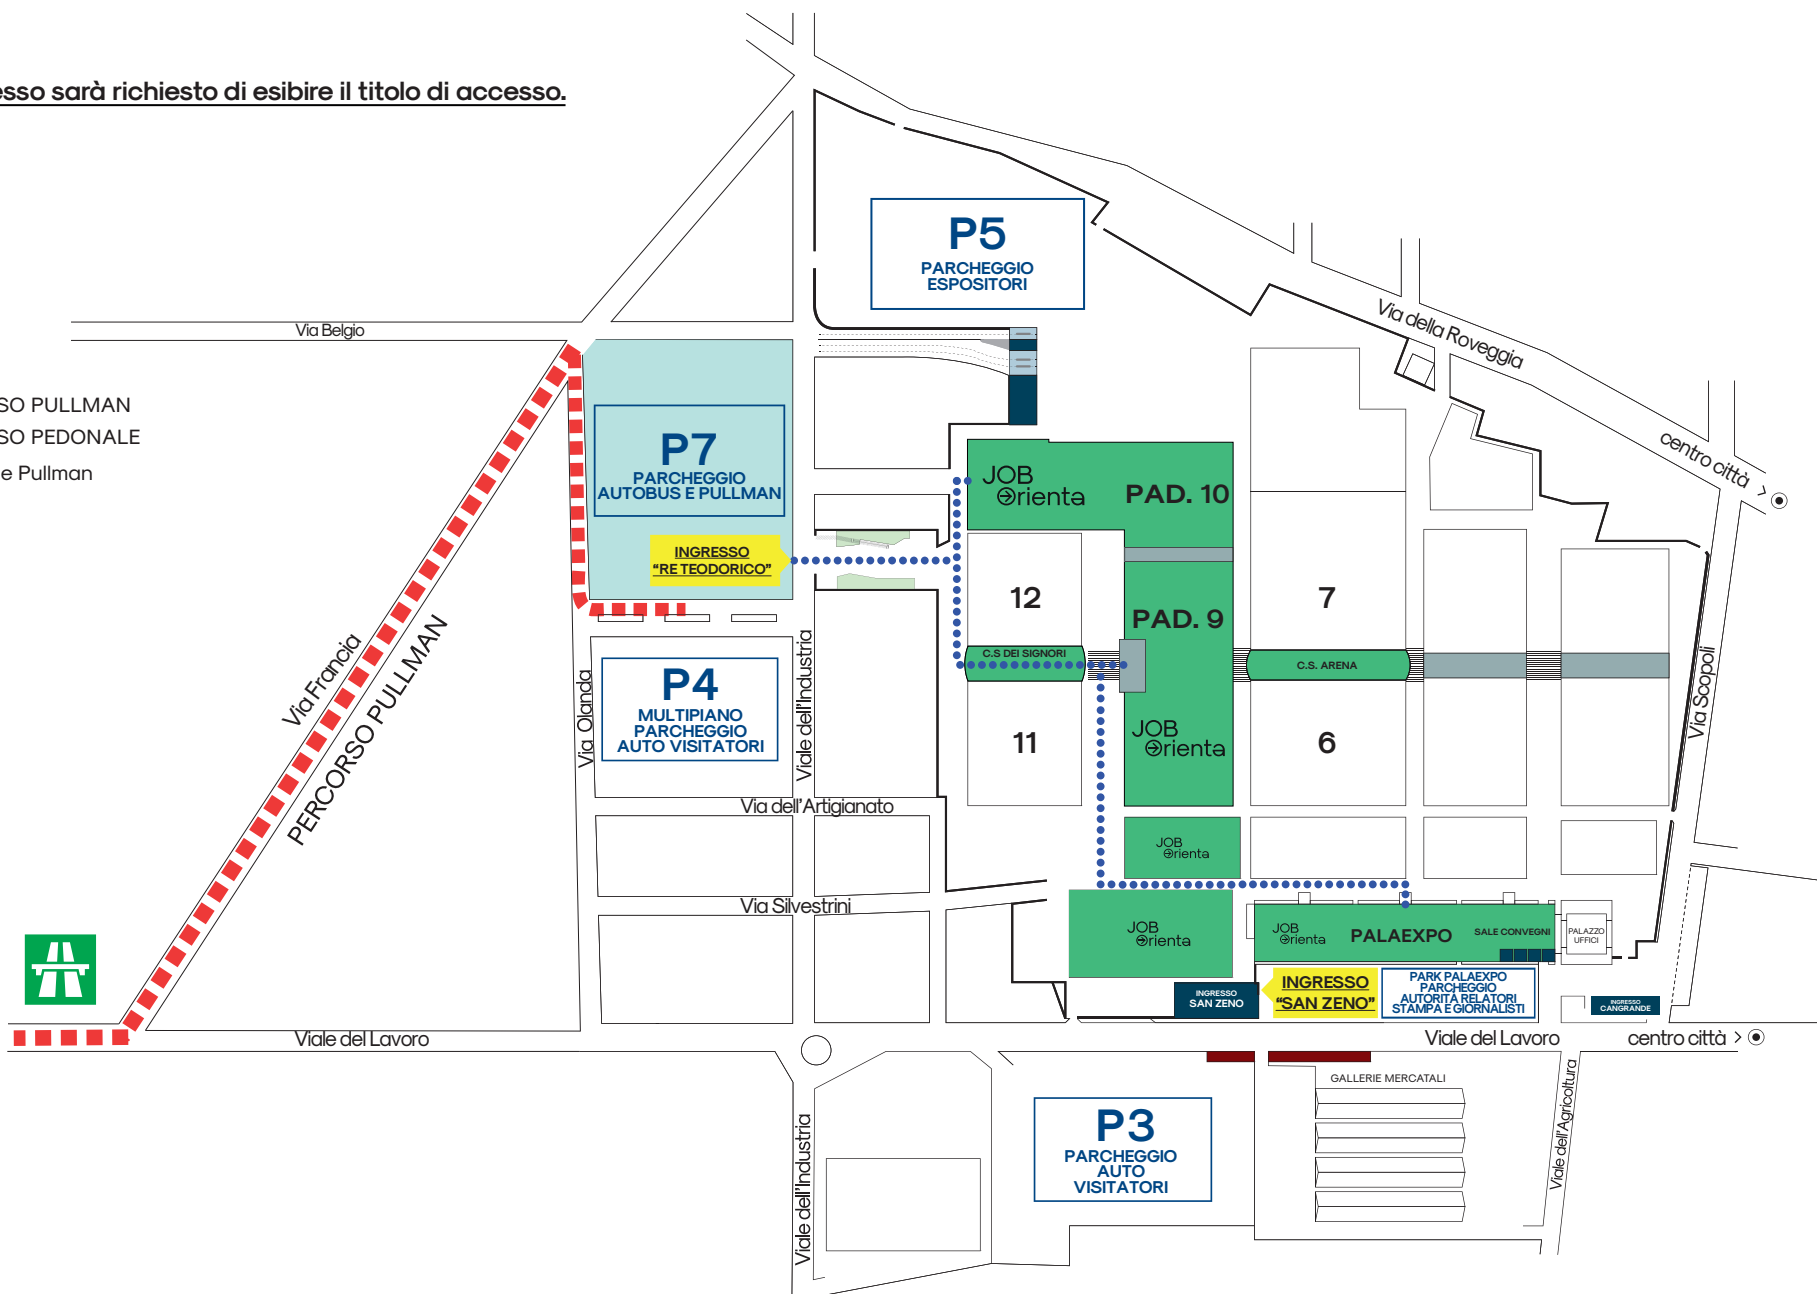 esso sarà richiesto di esibire il titolo di accesso.
P5
PARCHEGGIO
ESPOSITORI
Via Belgio
Via della Roveggia
SO PULLMAN
SO PEDONALE
e Pullman
centro città >
P7
PARCHEGGIO
AUTOBUS E PULLMAN
JOB
Orienta
PAD. 10
INGRESSO
“RE TEODORICO”
12
PAD. 9
7
C.S DEI SIGNORI
C.S. ARENA
Via Francia
PERCORSO PULLMAN
Via Olanda
P4
MULTIPIANO
PARCHEGGIO
AUTO VISITATORI
Viale dell'Industria
11
JOB
Orienta
6
Via Scopoli
Via dell'Artigianato
JOB
Orienta
Via Silvestrini
JOB
Orienta
JOB
Orienta
PALAEXPO
SALE CONVEGNI
PALAZZO
UFFICI
INGRESSO
SAN ZENO
INGRESSO
“SAN ZENO”
PARK PALAEXPO
PARCHEGGIO
AUTORITÀ RELATORI
STAMPA E GIORNALISTI
INGRESSO
CANGRANDE
Viale del Lavoro
Viale del Lavoro
centro città >
GALLERIE MERCATALI
P3
PARCHEGGIO
AUTO
VISITATORI
Viale dell'Industria
Viale dell'Agricoltura